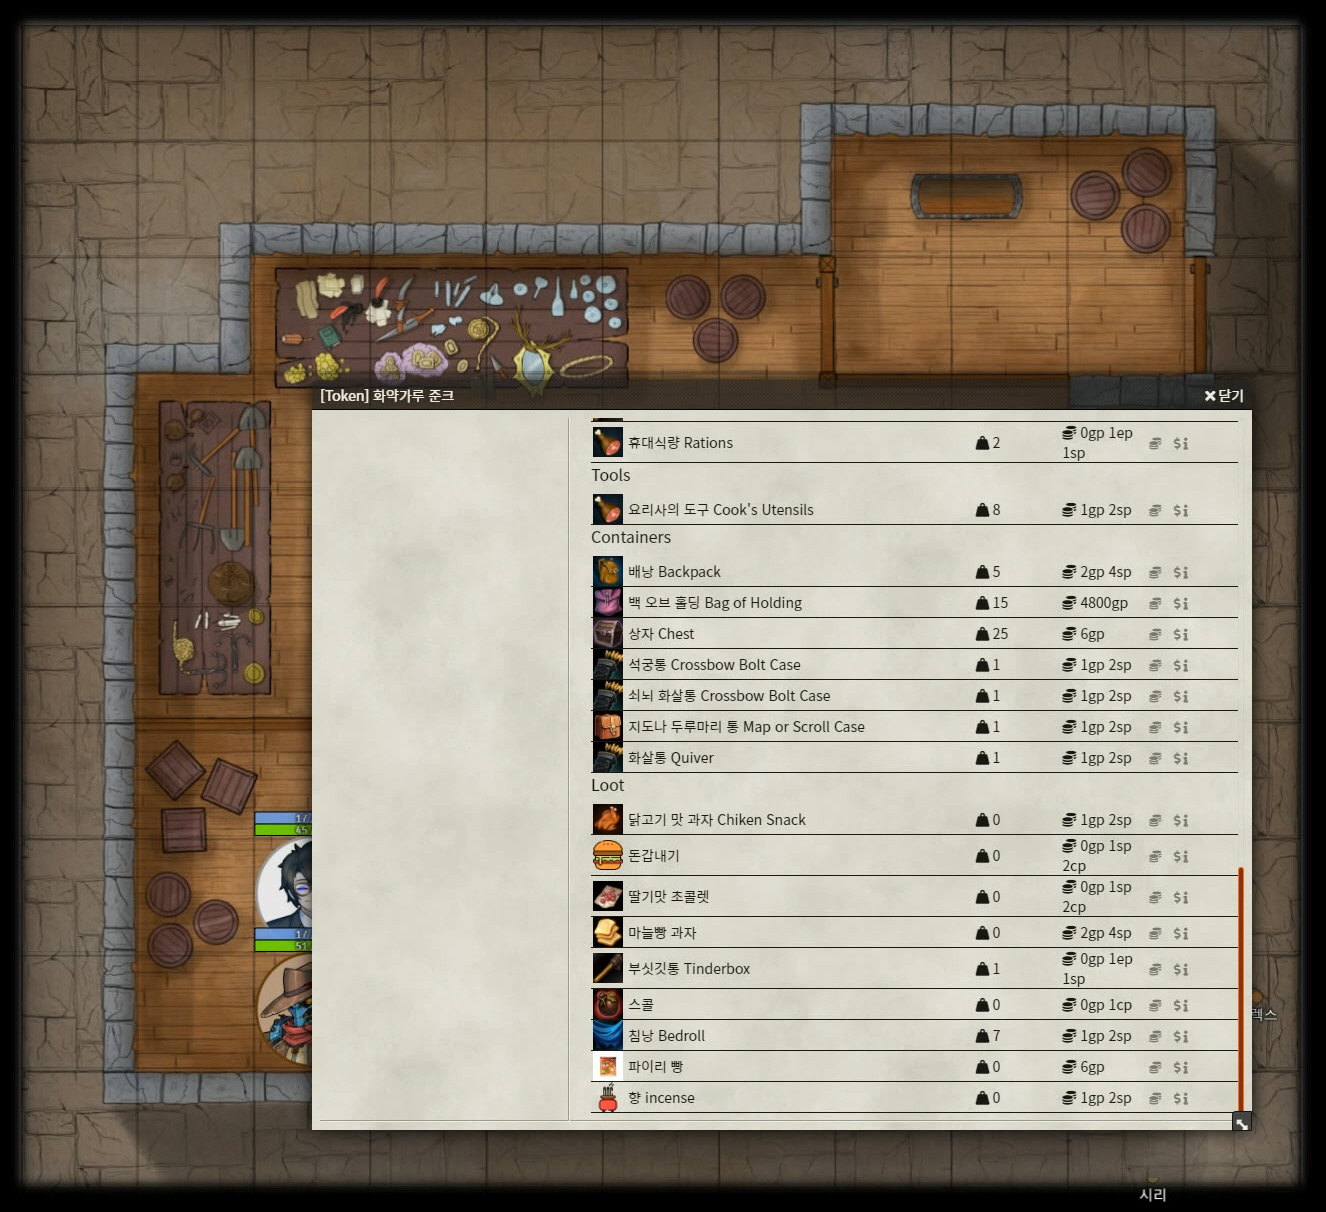 [Token] 화약가루 준크
닫기
휴대식량 Rations 2 0gp 1ep
1sp
Tools
요리사의 도구 Cook's Utensils 8 1gp 2sp
Containers
배낭 Backpack 5 2gp 4sp
백 오브 홀딩 Bag of Holding 15 4800gp
상자 Chest 25 6gp
석궁통 Crossbow Bolt Case 1 1gp 2sp
쇠뇌 화살통 Crossbow Bolt Case 1 1gp 2sp
지도나 두루마리 통 Map or Scroll Case 1 1gp 2sp
화살통 Quiver 1 1gp 2sp
Loot
닭고기 맛 과자 Chiken Snack 0 1gp 2sp
돈갑내기 0 0gp 1sp
2cp
딸기맛 초콜렛 0 0gp 1sp
2cp
마늘빵 과자 0 2gp 4sp
부싯깃통 Tinderbox 1 0gp 1ep
1sp
스콜 0 0gp 1cp
침낭 Bedroll 7 1gp 2sp
파이리 빵 0 6gp
향 incense 0 1gp 2sp
1/
45
1/
51
렉스
시리